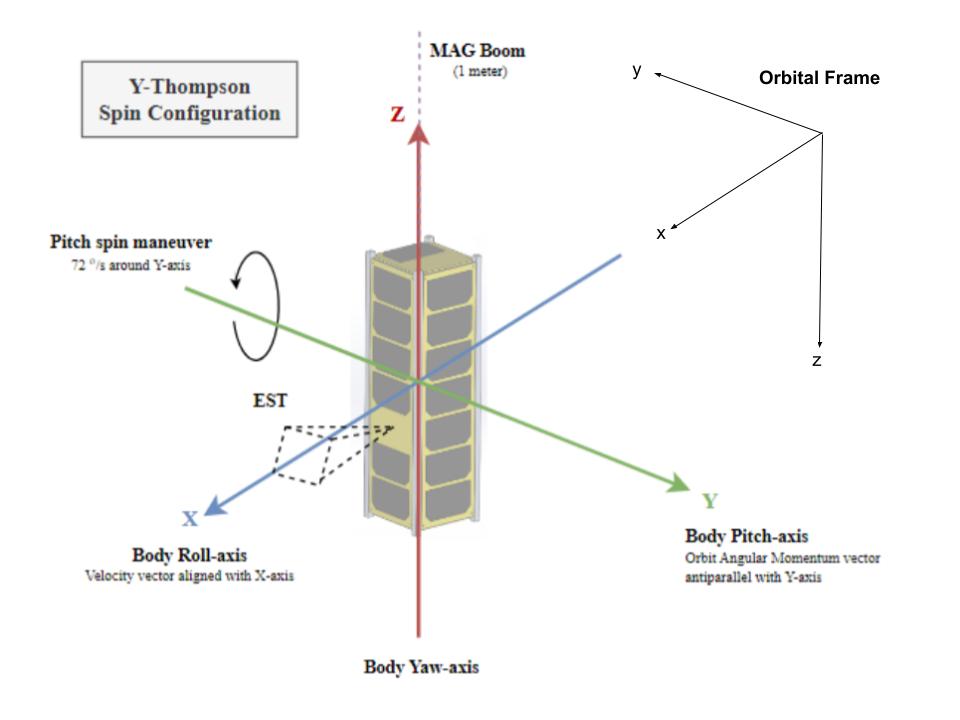 MAG Boom
(1 meter)
Y-Thompson
Spin Configuration
y
Orbital Frame
Z
x
Pitch spin maneuver
72 °/s around Y-axis
z
EST
X
Y
Body Roll-axis
Velocity vector aligned with X-axis
Body Pitch-axis
Orbit Angular Momentum vector
antiparallel with Y-axis
Body Yaw-axis